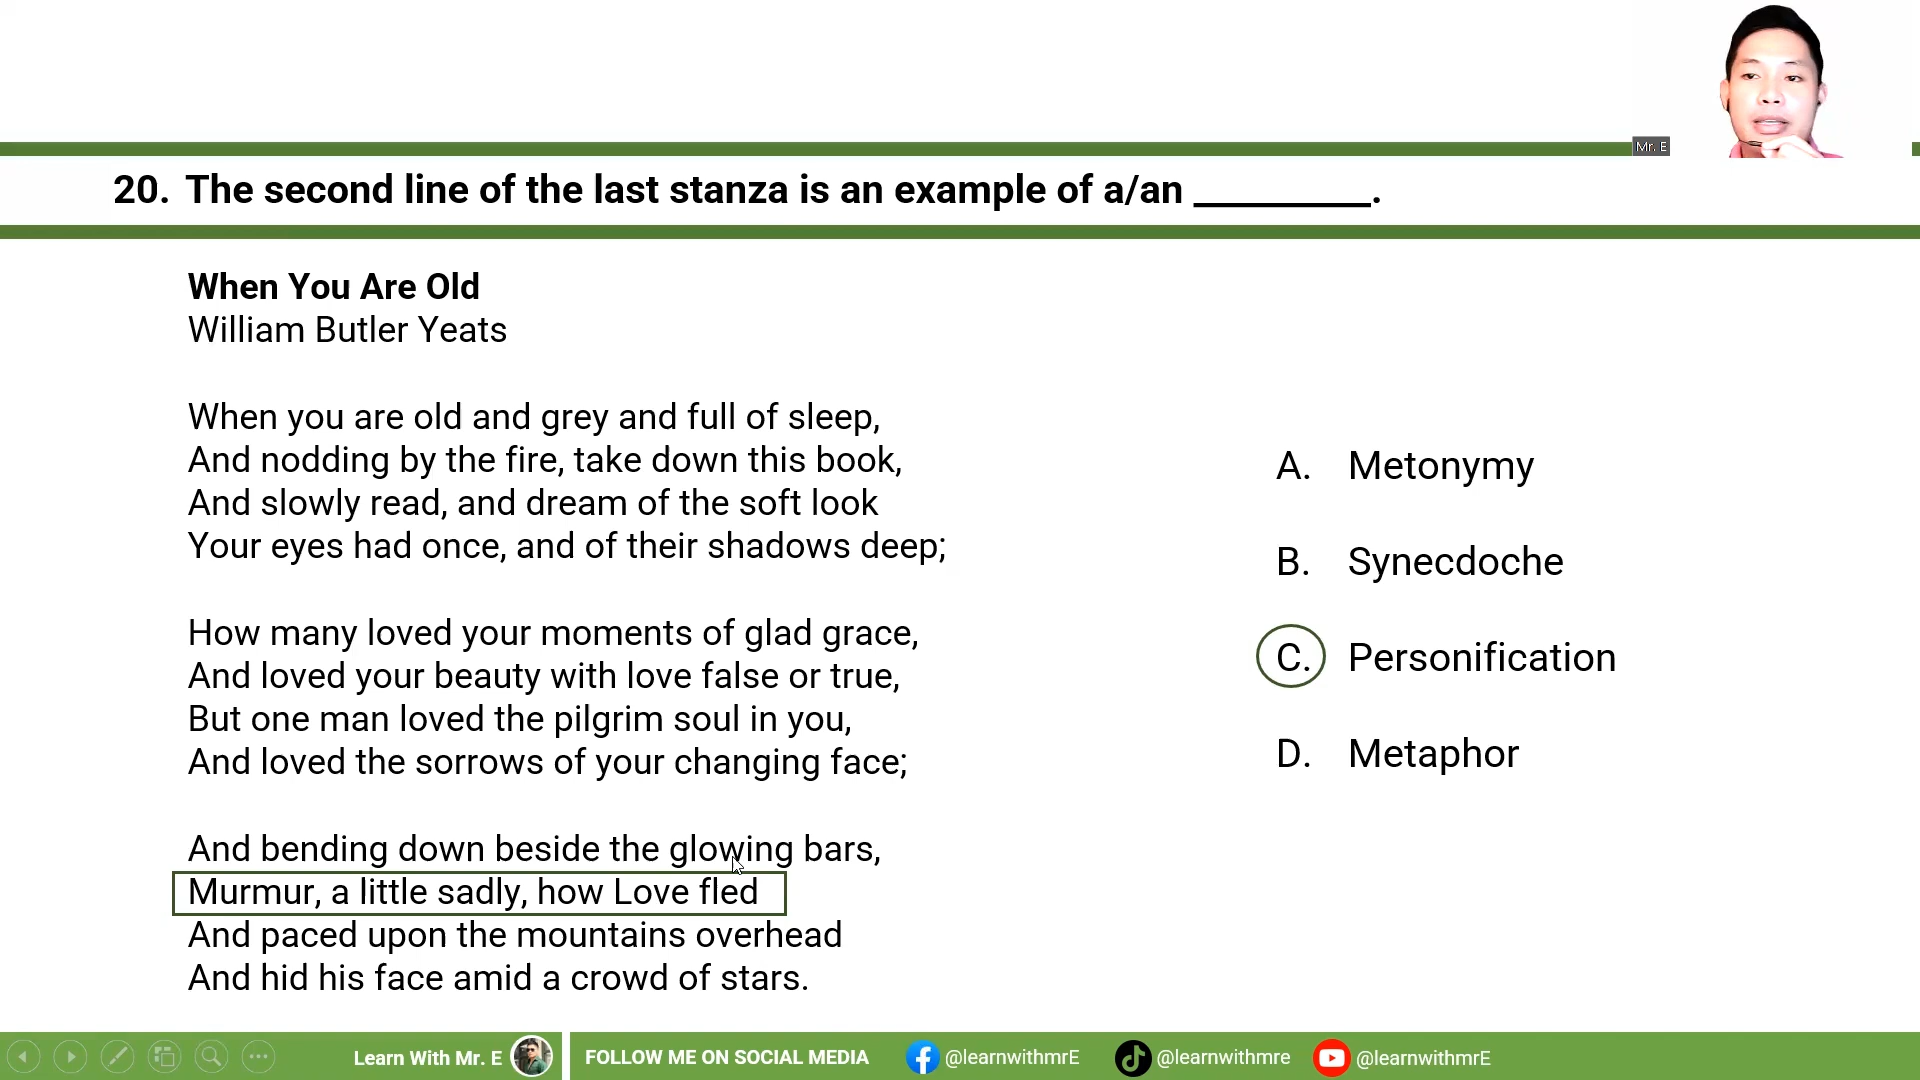 Mr. E
20. The second line of the last stanza is an example of a/an _________.
When You Are Old
William Butler Yeats
When you are old and grey and full of sleep,
And nodding by the fire, take down this book,
And slowly read, and dream of the soft look
Your eyes had once, and of their shadows deep;
How many loved your moments of glad grace,
And loved your beauty with love false or true,
But one man loved the pilgrim soul in you,
And loved the sorrows of your changing face;
And bending down beside the glowing bars,
Murmur, a little sadly, how Love fled
And paced upon the mountains overhead
And hid his face amid a crowd of stars.
A. Metonymy
B. Synecdoche
C. Personification
D. Metaphor
Learn With Mr. E
FOLLOW ME ON SOCIAL MEDIA @learnwithmrE @learnwithmre @learnwithmrE